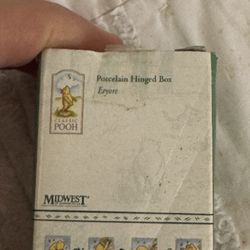 Porcelain Hinged Box
Eeyore
CLASSIC
POOH
MIDWEST